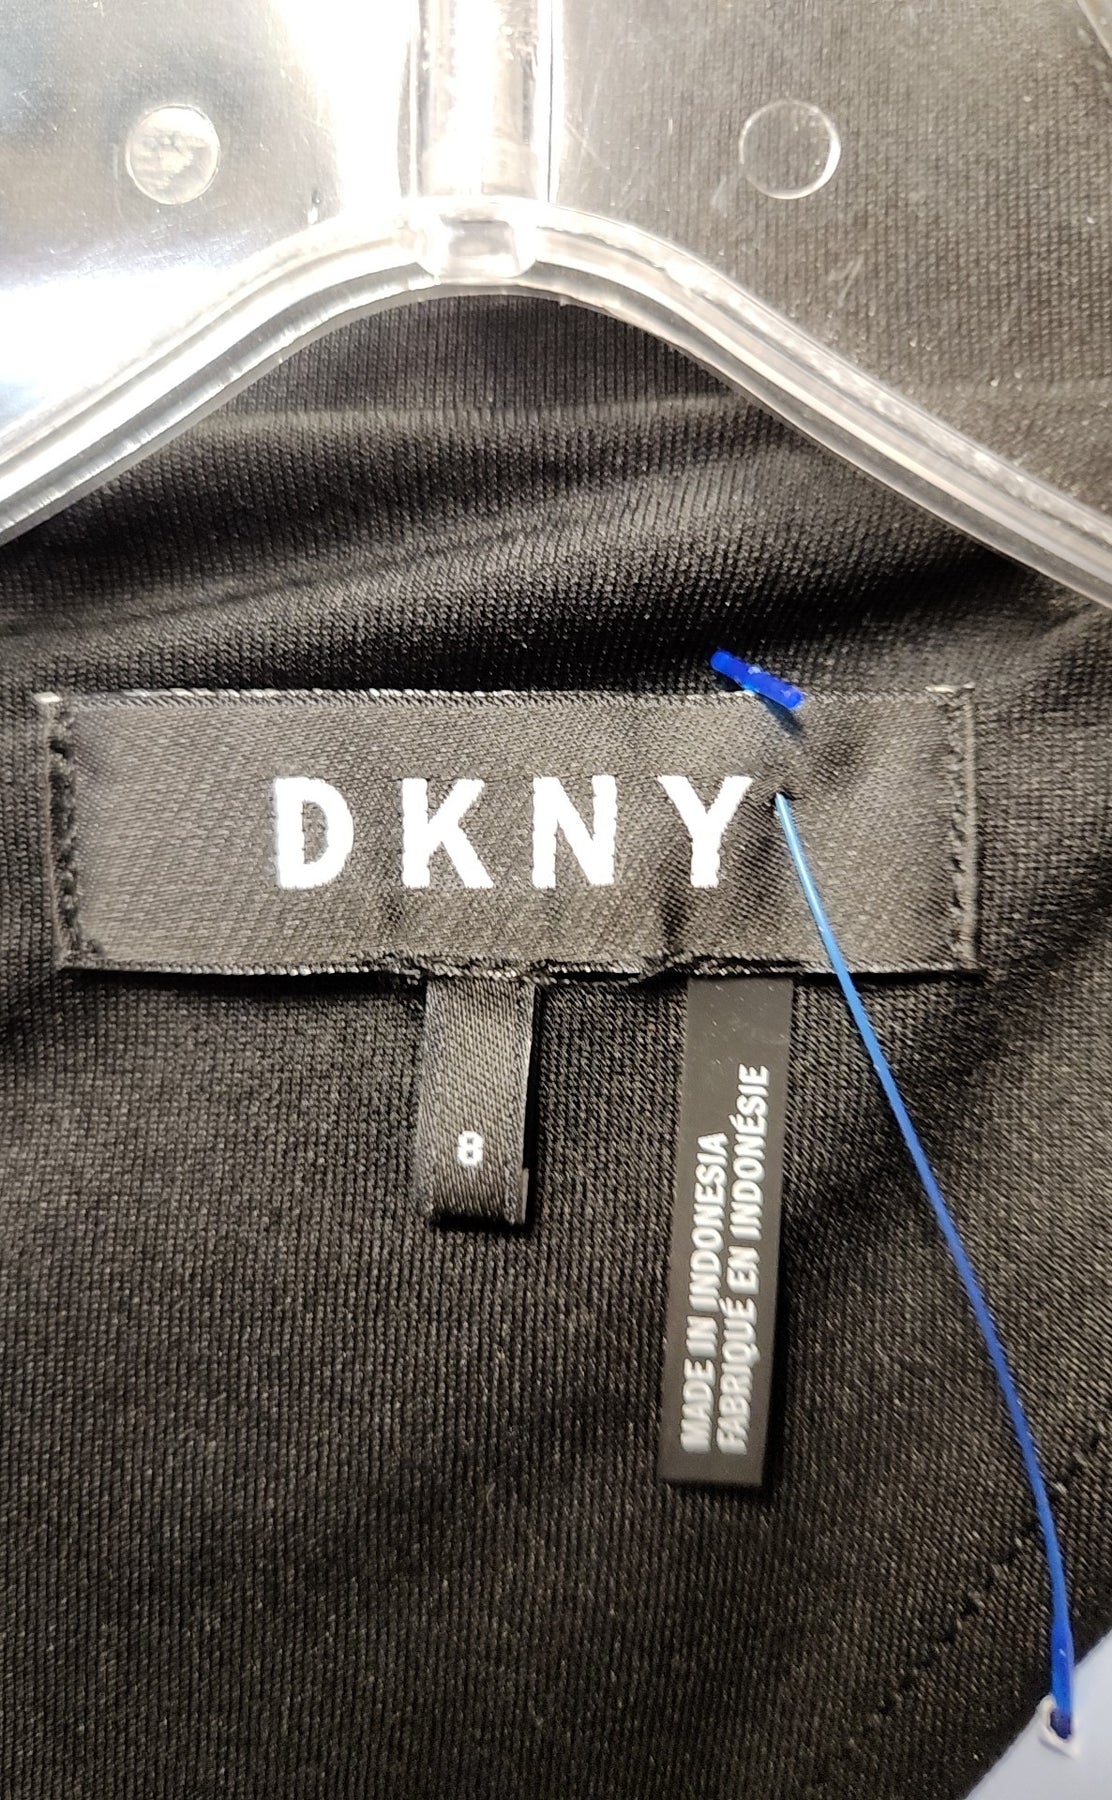 DKNY
8
MADE IN INDONESIA
FABRIQUÉ EN INDONÉSIE